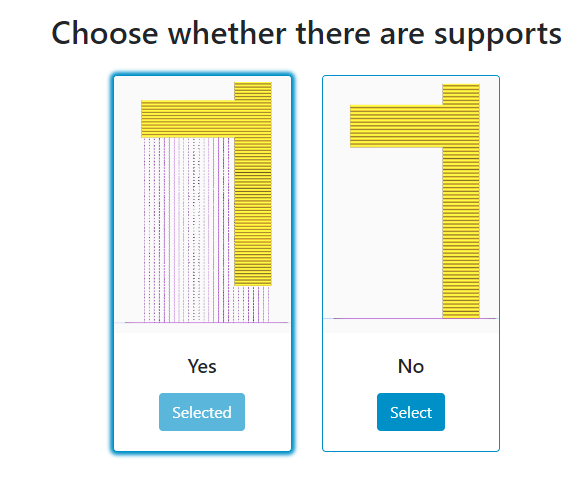 Choose whether there are supports
Yes
No
Selected
Select